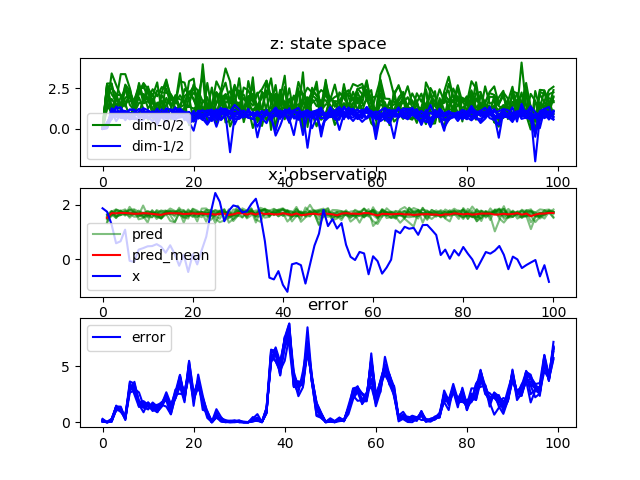 z: state space
2.5
0.0
dim-0/2
dim-1/2
0 20 40 60 80 100
x: observation
2
0
pred
pred_mean
x
0 20 40 60 80 100
error
5
0
error
0 20 40 60 80 100